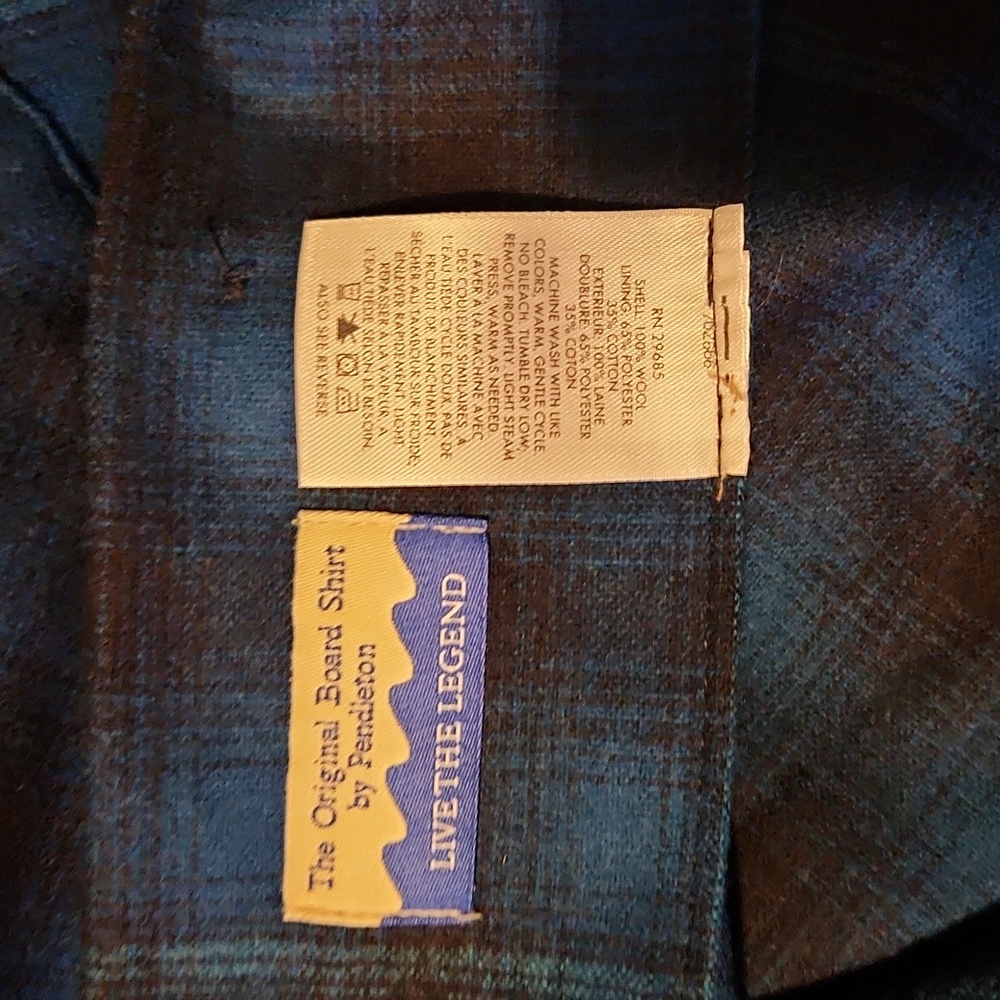 RN 29685
SHELL: 100% WOOL
LINING: 65% POLYESTER
35% COTTON
EXTERIEUR: 100% LAINE
DOUBLURE: 65% POLYESTER
35% COTON
MACHINE WASH WITH LIKE
COLORS, WARM, GENTLE CYCLE.
NO BLEACH. TUMBLE DRY LOW;
REMOVE PROMPTLY. LIGHT STEAM
PRESS, WARM AS NEEDED
LAVER A LA MACHINE AVEC
DES COULEURS SIMILAIRES, A
L'EAU TIEDE CYCLE DOUX. PAS DE
PRODUIT DE BLANCHIMENT.
SECHER AU TAMBOUR SUR FROIDE;
ENLEVER RAPIDEMENT. LIGHT
REPASSER A LA VAPEUR, A
L'EAU TIEDE, SELON LE BESOIN.
ALSO SEE REVERSE
The Original Board Shirt
by Pendleton
LIVE THE LEGEND